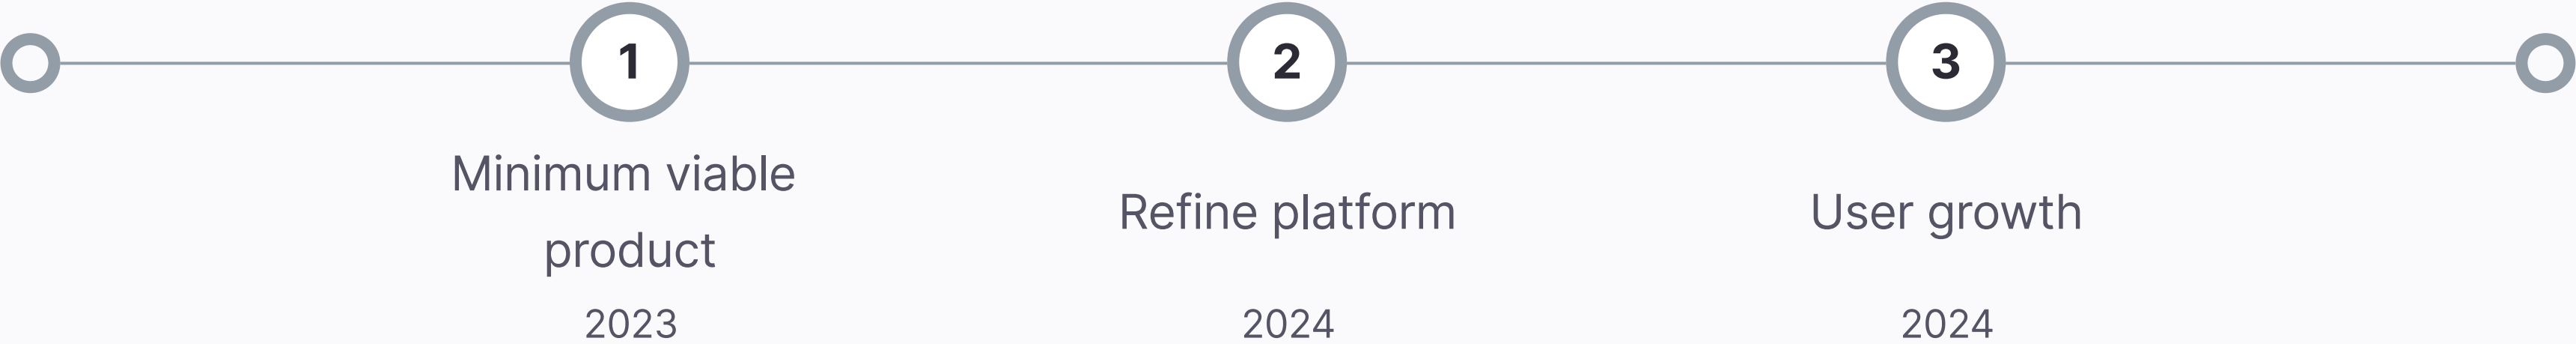 1
2
3
Minimum viable
product
Refine platform
User growth
2023
2024
2024